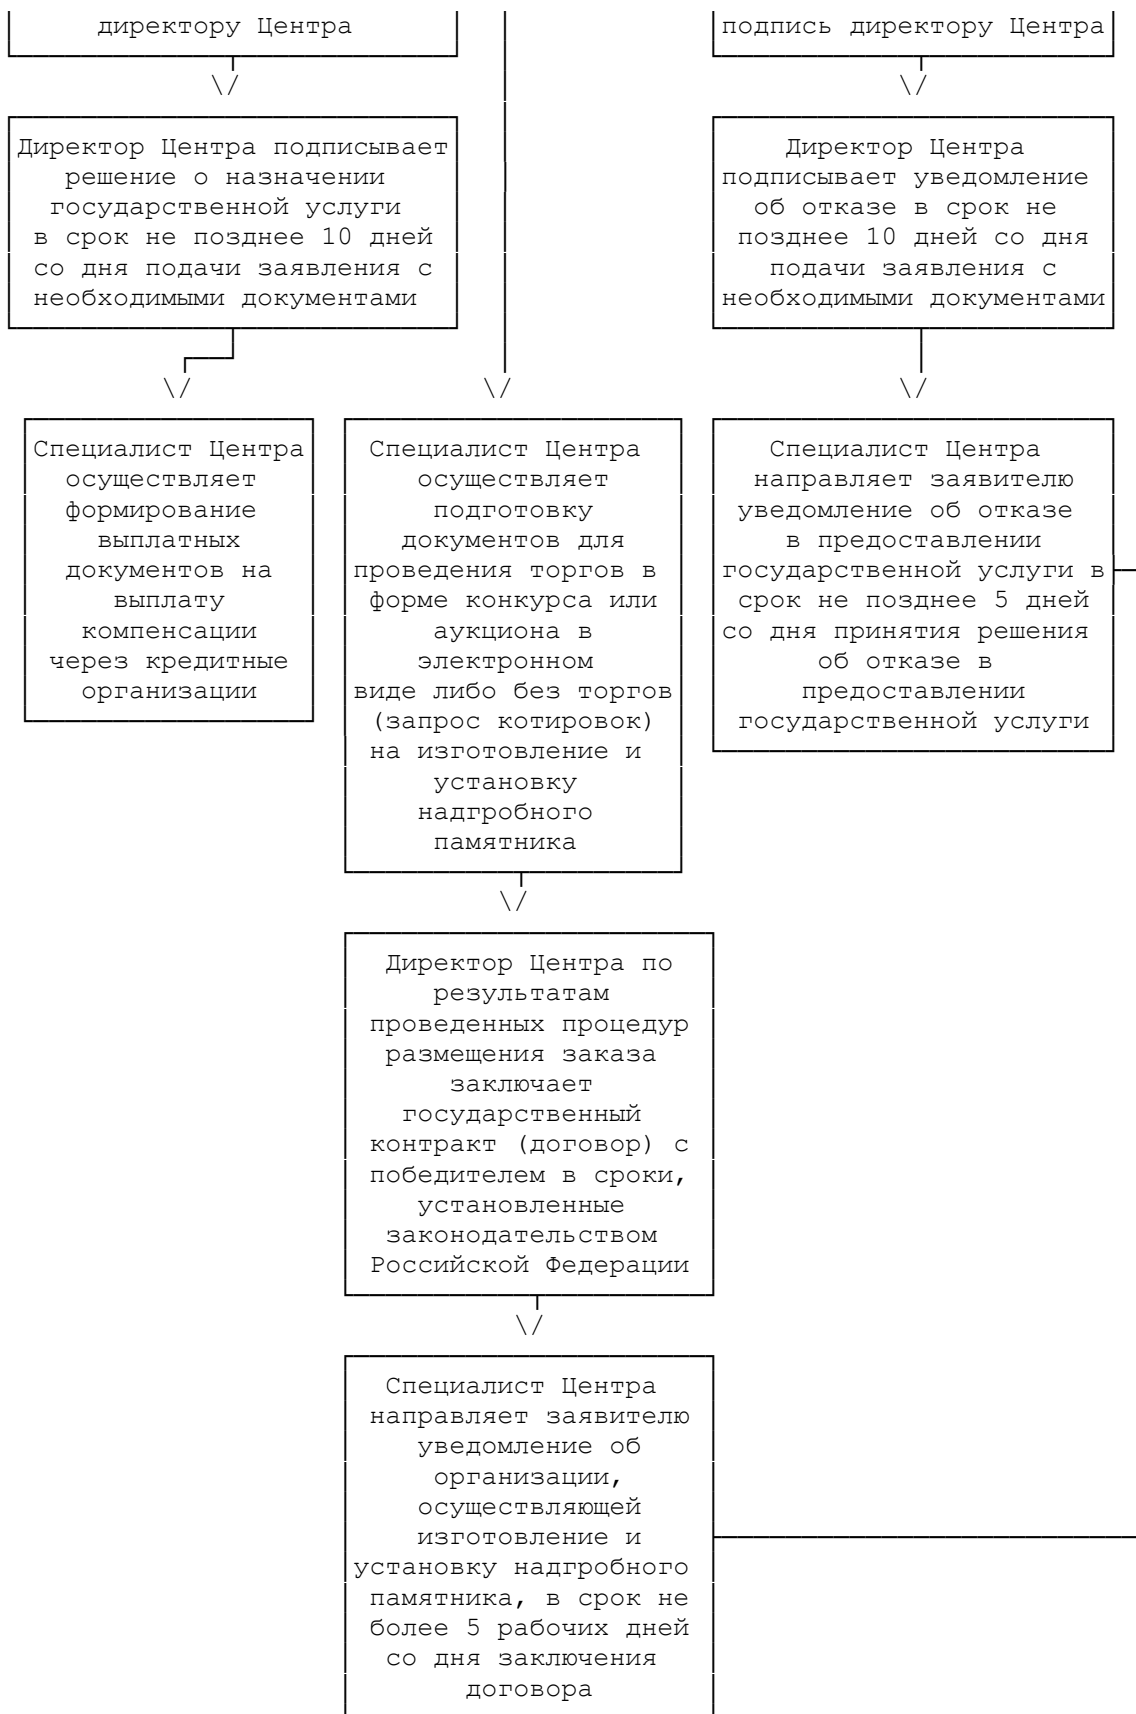 директору Центра
подпись директору Центра
\/
\/
Директор Центра подписывает
решение о назначении
государственной услуги
в срок не позднее 10 дней
со дня подачи заявления с
необходимыми документами
Директор Центра
подписывает уведомление
об отказе в срок не
позднее 10 дней со дня
подачи заявления с
необходимыми документами
\/
\/
\/
Специалист Центра
осуществляет
формирование
выплатных
документов на
выплату
компенсации
через кредитные
организации
Специалист Центра
осуществляет
подготовку
документов для
проведения торгов в
форме конкурса или
аукциона в
электронном
виде либо без торгов
(запрос котировок)
на изготовление и
установку
надгробного
памятника
Специалист Центра
направляет заявителю
уведомление об отказе
в предоставлении
государственной услуги в
срок не позднее 5 дней
со дня принятия решения
об отказе в
предоставлении
государственной услуги
\/
Директор Центра по
результатам
проведенных процедур
размещения заказа
заключает
государственный
контракт (договор) с
победителем в сроки,
установленные
законодательством
Российской Федерации
\/
Специалист Центра
направляет заявителю
уведомление об
организации,
осуществляющей
изготовление и
установку надгробного
памятника, в срок не
более 5 рабочих дней
со дня заключения
договора